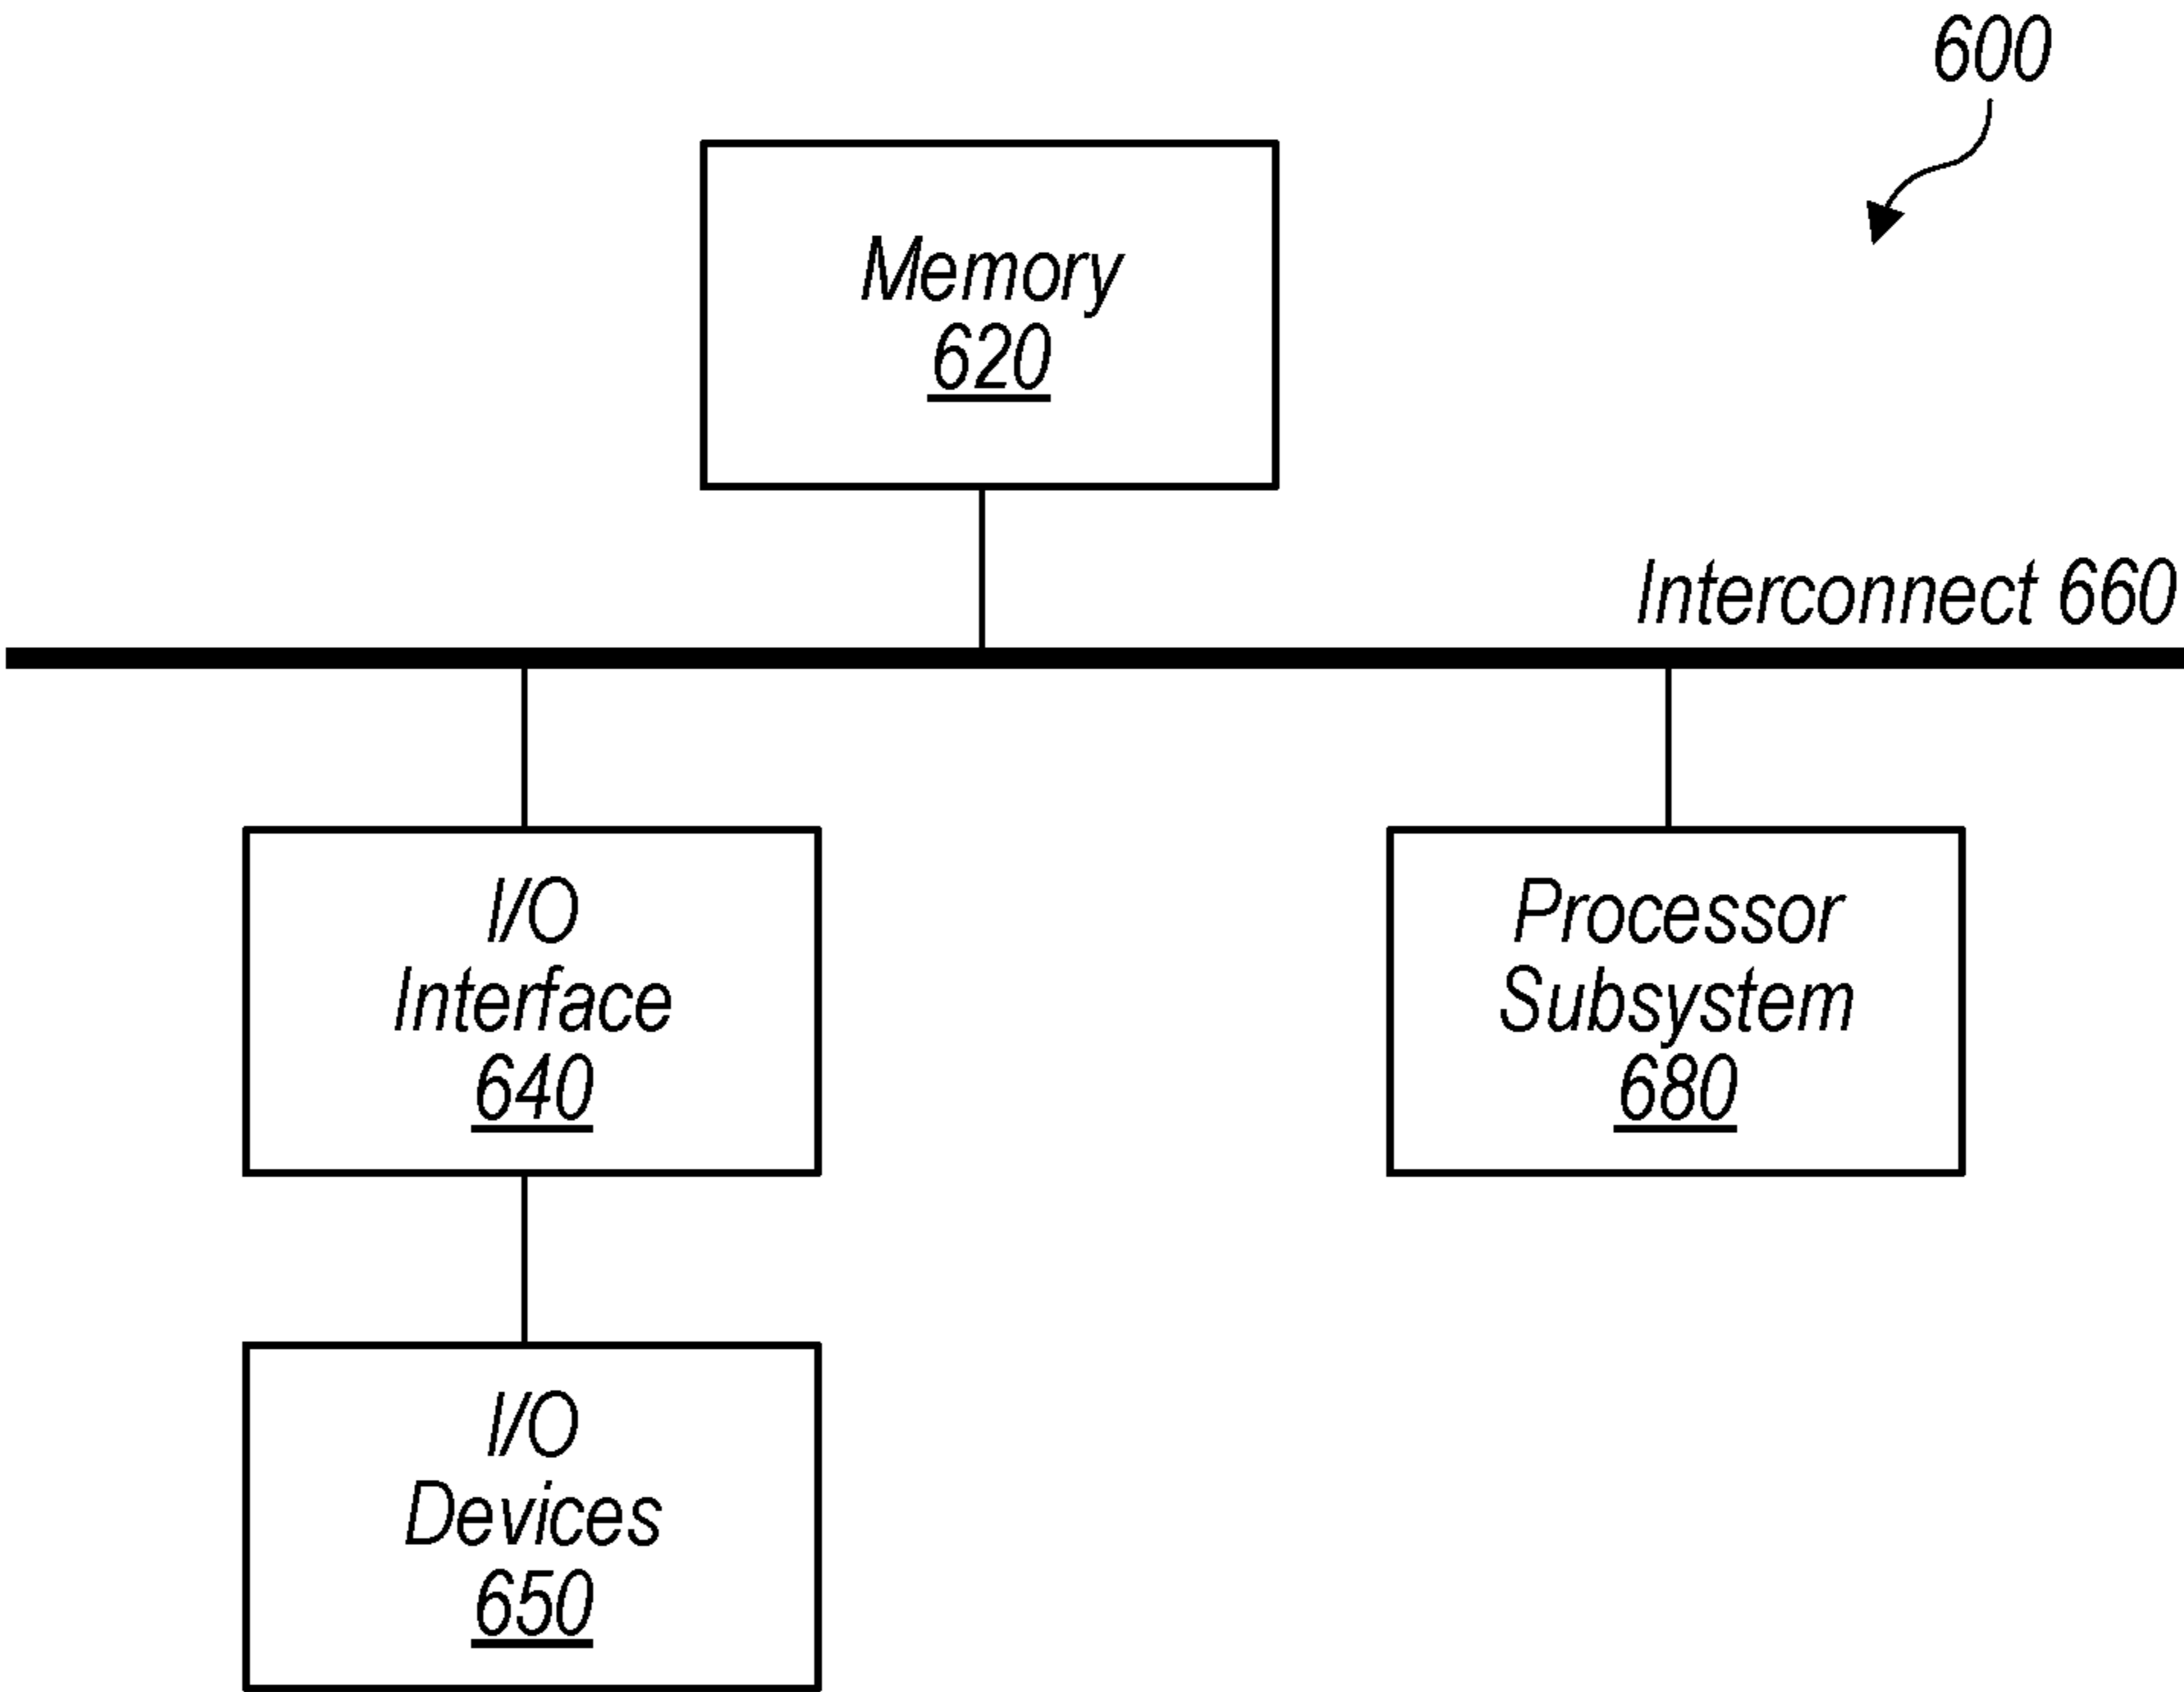 600
Memory
620
Interconnect 660
I/O
Interface
640
Processor
Subsystem
680
I/O
Devices
650